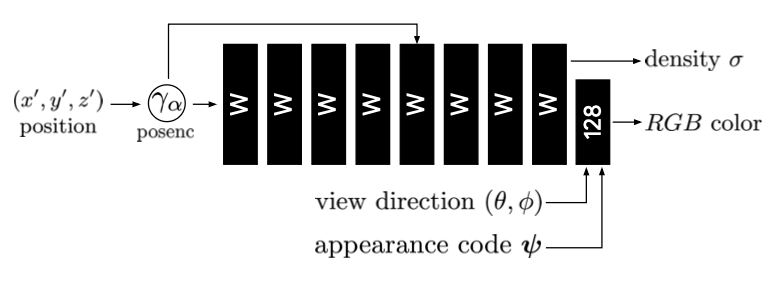 (x′, y′, z′)
position
γα
posenc
W
W
W
W
W
W
W
W
128
density σ
RGB color
view direction (θ, ϕ)
appearance code ψ